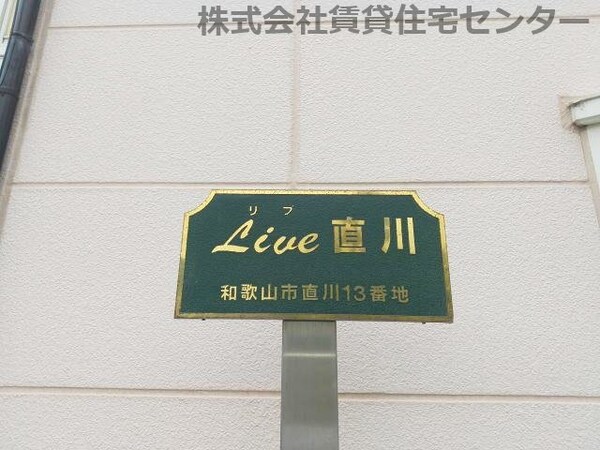 株式会社賃貸住宅センター
リブ
Live 直川
和歌山市直川13番地